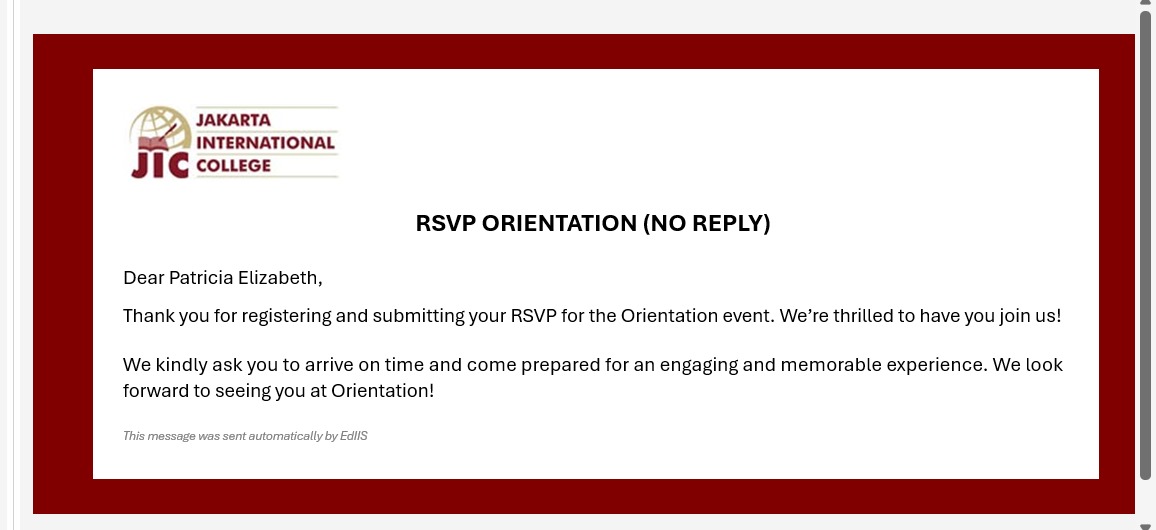 JAKARTA
INTERNATIONAL
COLLEGE
JIC
RSVP ORIENTATION (NO REPLY)
Dear Patricia Elizabeth,
Thank you for registering and submitting your RSVP for the Orientation event. We’re thrilled to have you join us!
We kindly ask you to arrive on time and come prepared for an engaging and memorable experience. We look
forward to seeing you at Orientation!
This message was sent automatically by EdIIS